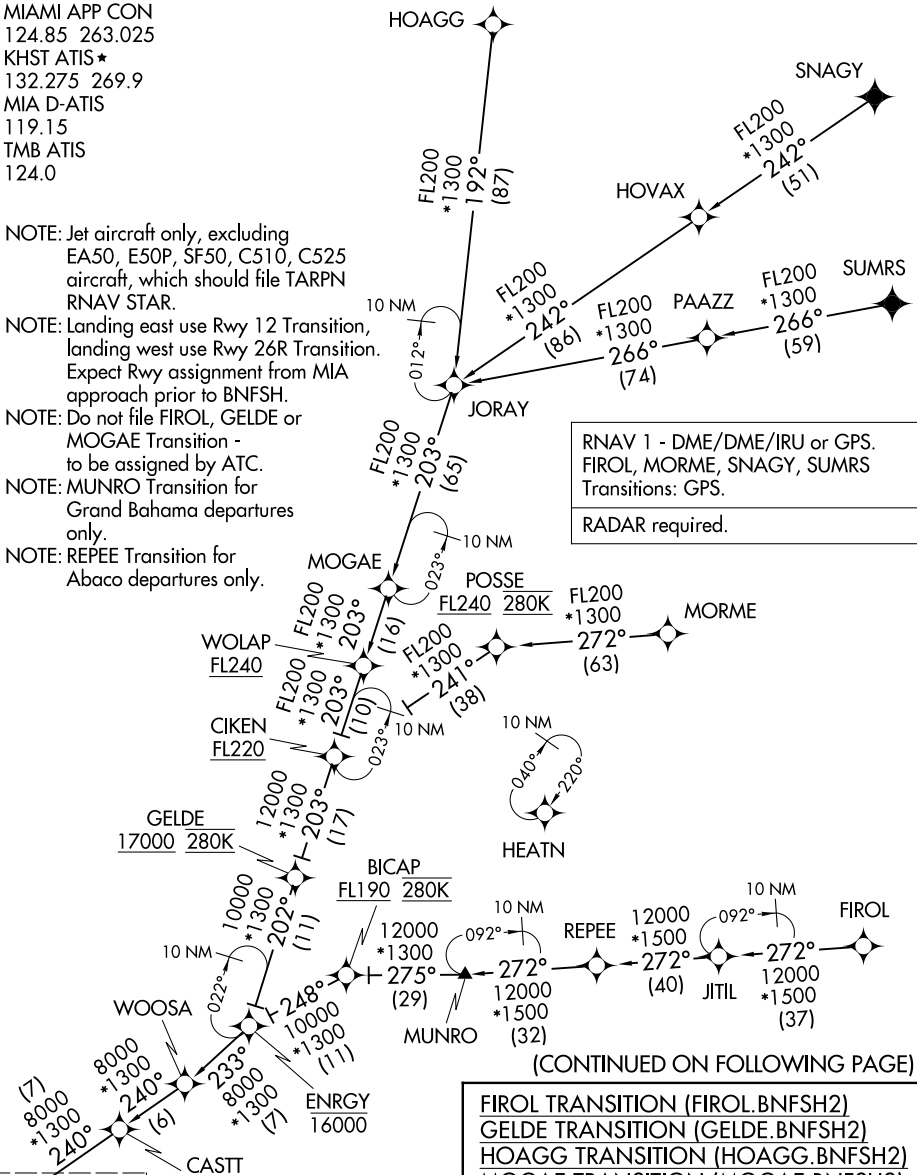 MIAMI APP CON
124.85 263.025
KHST ATIS★
132.275 269.9
MIA D-ATIS
119.15
TMB ATIS
124.0
HOAGG
SNAGY
FL200
*1300
192°
(87)
FL200
*1300
242°
(51)
HOVAX
SUMRS
FL200
*1300
242°
(86)
FL200
*1300
266°
(74)
PAAZZ
FL200
*1300
266°
(59)
10 NM
012°
JORAY
NOTE: Jet aircraft only, excluding
EA50, E50P, SF50, C510, C525
aircraft, which should file TARPN
RNAV STAR.
NOTE: Landing east use Rwy 12 Transition,
landing west use Rwy 26R Transition.
Expect Rwy assignment from MIA
approach prior to BNFSH.
NOTE: Do not file FIROL, GELDE or
MOGAE Transition -
to be assigned by ATC.
NOTE: MUNRO Transition for
Grand Bahama departures
only.
NOTE: REPEE Transition for
Abaco departures only.
RNAV 1 - DME/DME/IRU or GPS.
FIROL, MORME, SNAGY, SUMRS
Transitions: GPS.
RADAR required.
FL200
*1300
203°
(65)
10 NM
023°
MOGAE
FL200
*1300
203°
(16)
WOLAP
FL240
FL200
*1300
203°
(10)
10 NM
023°
POSSE
FL240 280K
FL200
*1300
272°
(63)
MORME
FL200
*1300
241°
(38)
CIKEN
FL220
10 NM
040°
220°
HEATN
12000
*1300
203°
(17)
GELDE
17000 280K
10000
*1300
202°
(11)
BICAP
FL190 280K
12000
*1300
275°
(29)
092°
10 NM
MUNRO
272°
12000
*1500
(32)
REPEE
12000
*1500
272°
(40)
092°
10 NM
JITIL
272°
12000
*1500
(37)
FIROL
10 NM
022°
248°
10000
*1300
(11)
ENRGY
16000
WOOSA
233°
8000
*1300
(7)
8000
*1300
240°
(6)
CASTT
(7)
8000
*1300
240°
(CONTINUED ON FOLLOWING PAGE)
FIROL TRANSITION (FIROL.BNFSH2)
GELDE TRANSITION (GELDE.BNFSH2)
HOAGG TRANSITION (HOAGG.BNFSH2)
MOGAE TRANSITION (MOGAE.BNFSH2)